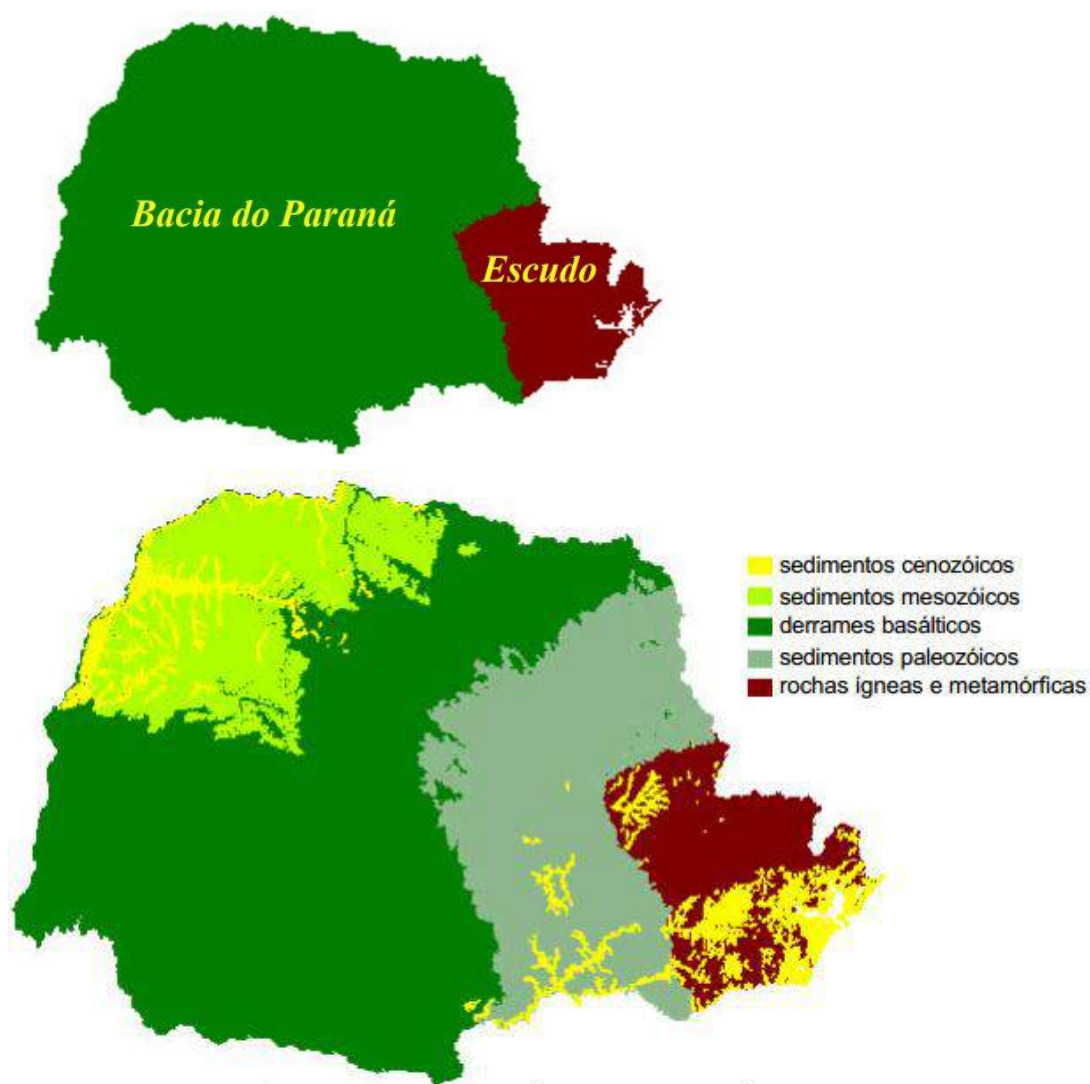 Bacia do Paraná
Escudo
sedimentos cenozóicos
sedimentos mesozóicos
derrames basálticos
sedimentos paleozóicos
rochas ígneas e metamórficas